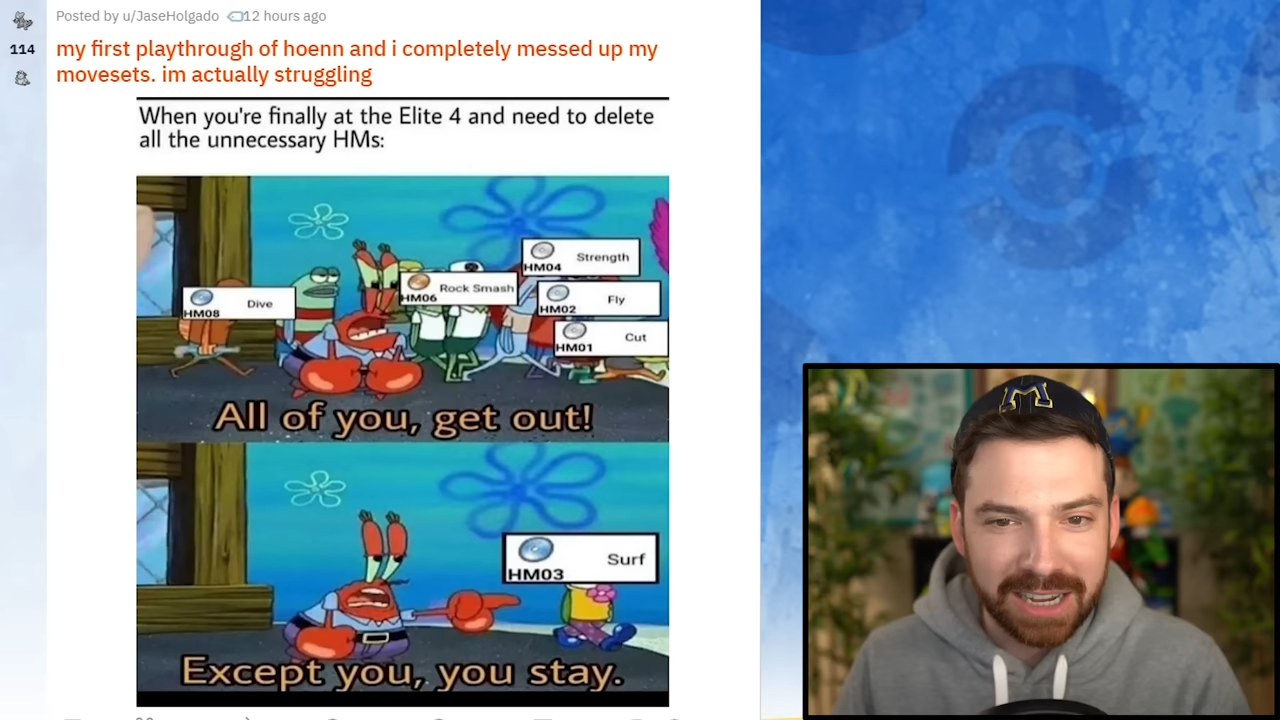 Posted by u/JaseHolgado 12 hours ago
114
my first playthrough of hoenn and i completely messed up my
movesets. im actually struggling
When you're finally at the Elite 4 and need to delete
all the unnecessary HMs:
HM04 Strength
HM06 Rock Smash
HM08 Dive
HM02 Fly
HM01 Cut
All of you, get out!
HM03 Surf
Except you, you stay.
M